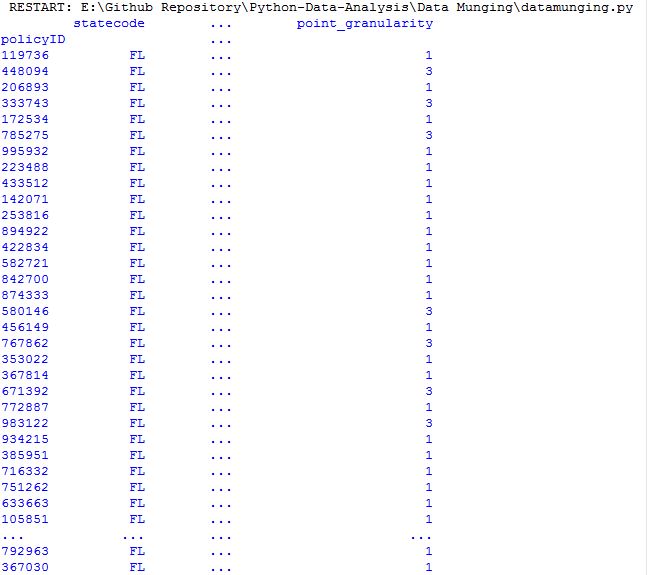 RESTART: E:\Github Repository\Python-Data-Analysis\Data Munging\datamunging.py
statecode ... point_granularity
policyID ...
119736 FL ... 1
448094 FL ... 3
206893 FL ... 1
333743 FL ... 3
172534 FL ... 1
785275 FL ... 3
995932 FL ... 1
223488 FL ... 1
433512 FL ... 1
142071 FL ... 1
253816 FL ... 1
894922 FL ... 1
422834 FL ... 1
582721 FL ... 1
842700 FL ... 1
874333 FL ... 1
580146 FL ... 3
456149 FL ... 1
767862 FL ... 3
353022 FL ... 1
367814 FL ... 1
671392 FL ... 3
772887 FL ... 1
983122 FL ... 3
934215 FL ... 1
385951 FL ... 1
716332 FL ... 1
751262 FL ... 1
633663 FL ... 1
105851 FL ... 1
... ... ... ...
792963 FL ... 1
367030 FL ... 1